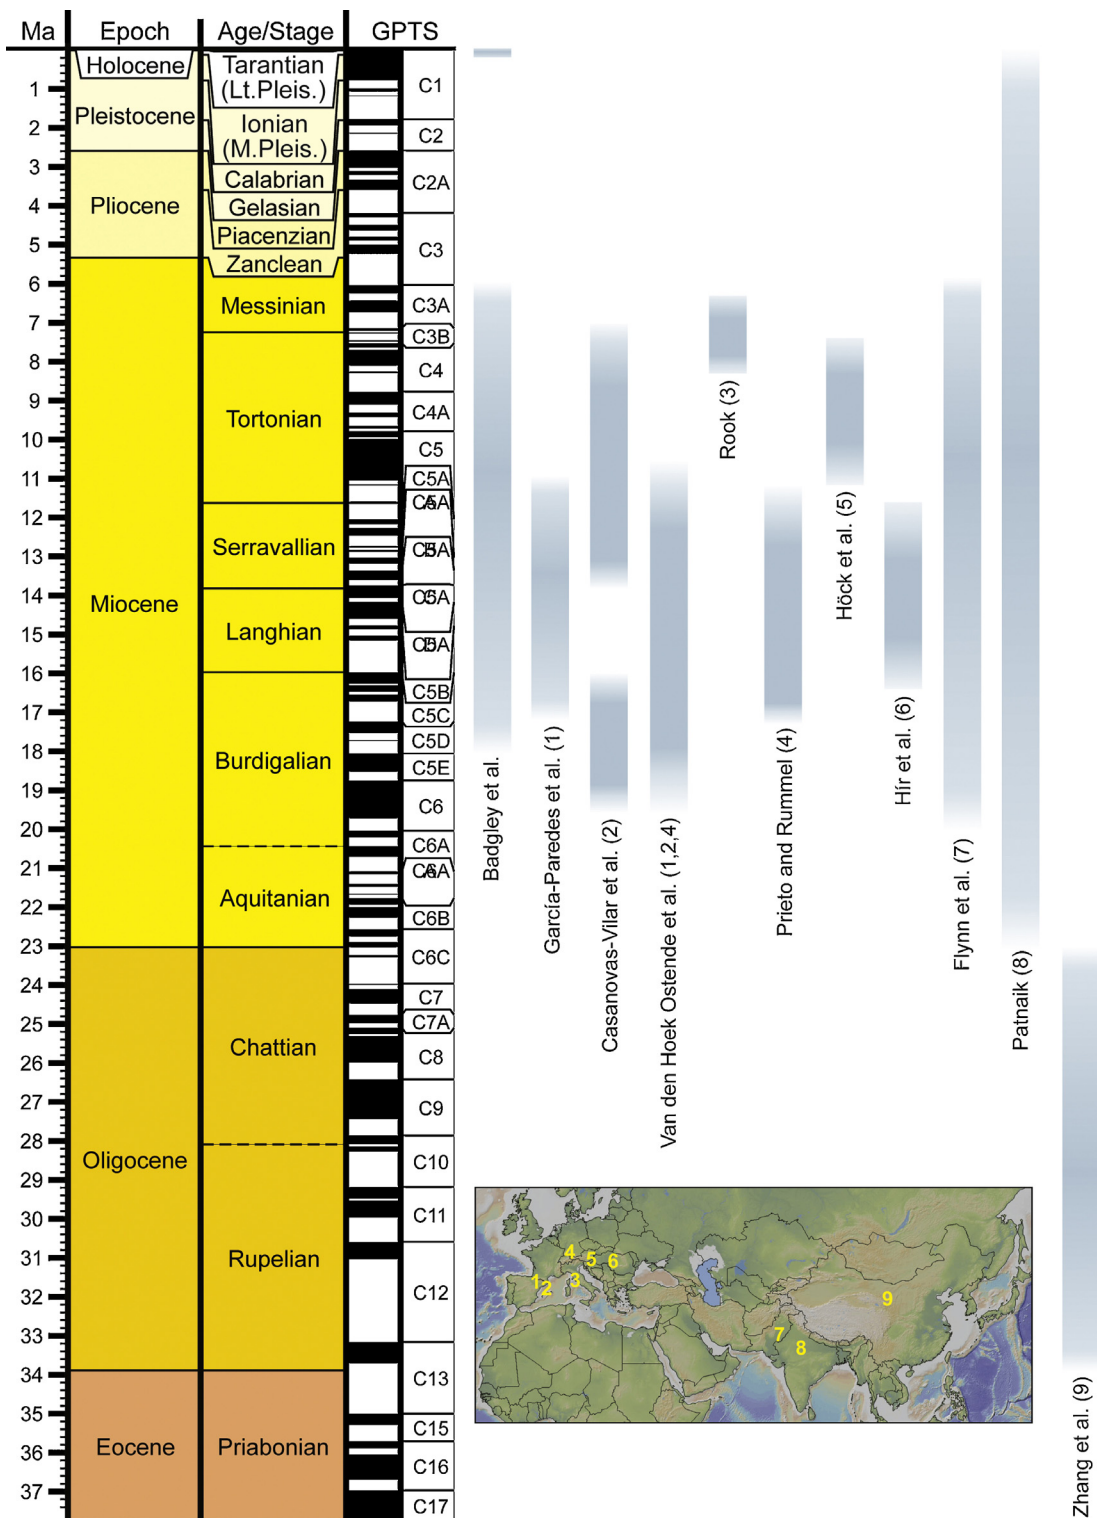 Ma
Epoch
Age/Stage
GPTS
1
2
3
4
5
6
7
8
9
10
11
12
13
14
15
16
17
18
19
20
21
22
23
24
25
26
27
28
29
30
31
32
33
34
35
36
37
Holocene
Pleistocene
Pliocene
Miocene
Oligocene
Eocene
Tarantian
(Lt.Pleis.)
Ionian
(M.Pleis.)
Calabrian
Gelasian
Piacenzian
Zanclean
Messinian
Tortonian
Serravallian
Langhian
Burdigalian
Aquitanian
Chattian
Rupelian
Priabonian
C1
C2
C2A
C3
C3A
C3B
C4
C4A
C5
C5A
C5A
C5A
C5A
C5B
C5C
C5D
C5E
C6
C6A
C6A
C6B
C6C
C7
C7A
C8
C9
C10
C11
C12
C13
C15
C16
C17
Badgley et al.
García-Paredes et al. (1)
Casanovas-Vilar et al. (2)
Van den Hoek Ostende et al. (1,2,4)
Rook (3)
Prieto and Rummel (4)
Höck et al. (5)
Hír et al. (6)
Flynn et al. (7)
Patnaik (8)
Zhang et al. (9)
4
5
6
1
2
3
9
7
8